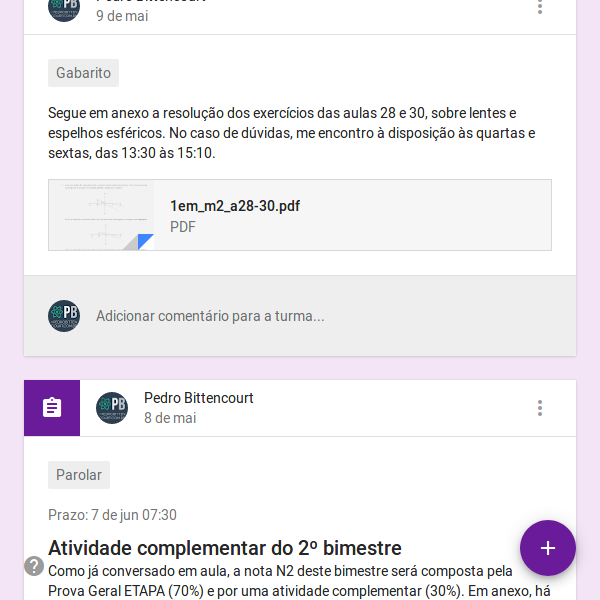 9 de mai
Gabarito
Segue em anexo a resolução dos exercícios das aulas 28 e 30, sobre lentes e
espelhos esféricos. No caso de dúvidas, me encontro à disposição às quartas e
sextas, das 13:30 às 15:10.
1em_m2_a28-30.pdf
PDF
PB
Adicionar comentário para a turma...
PB
Pedro Bittencourt
8 de mai
Parolar
Prazo: 7 de jun 07:30
Atividade complementar do 2º bimestre
Como já conversado em aula, a nota N2 deste bimestre será composta pela
Prova Geral ETAPA (70%) e por uma atividade complementar (30%). Em anexo, há